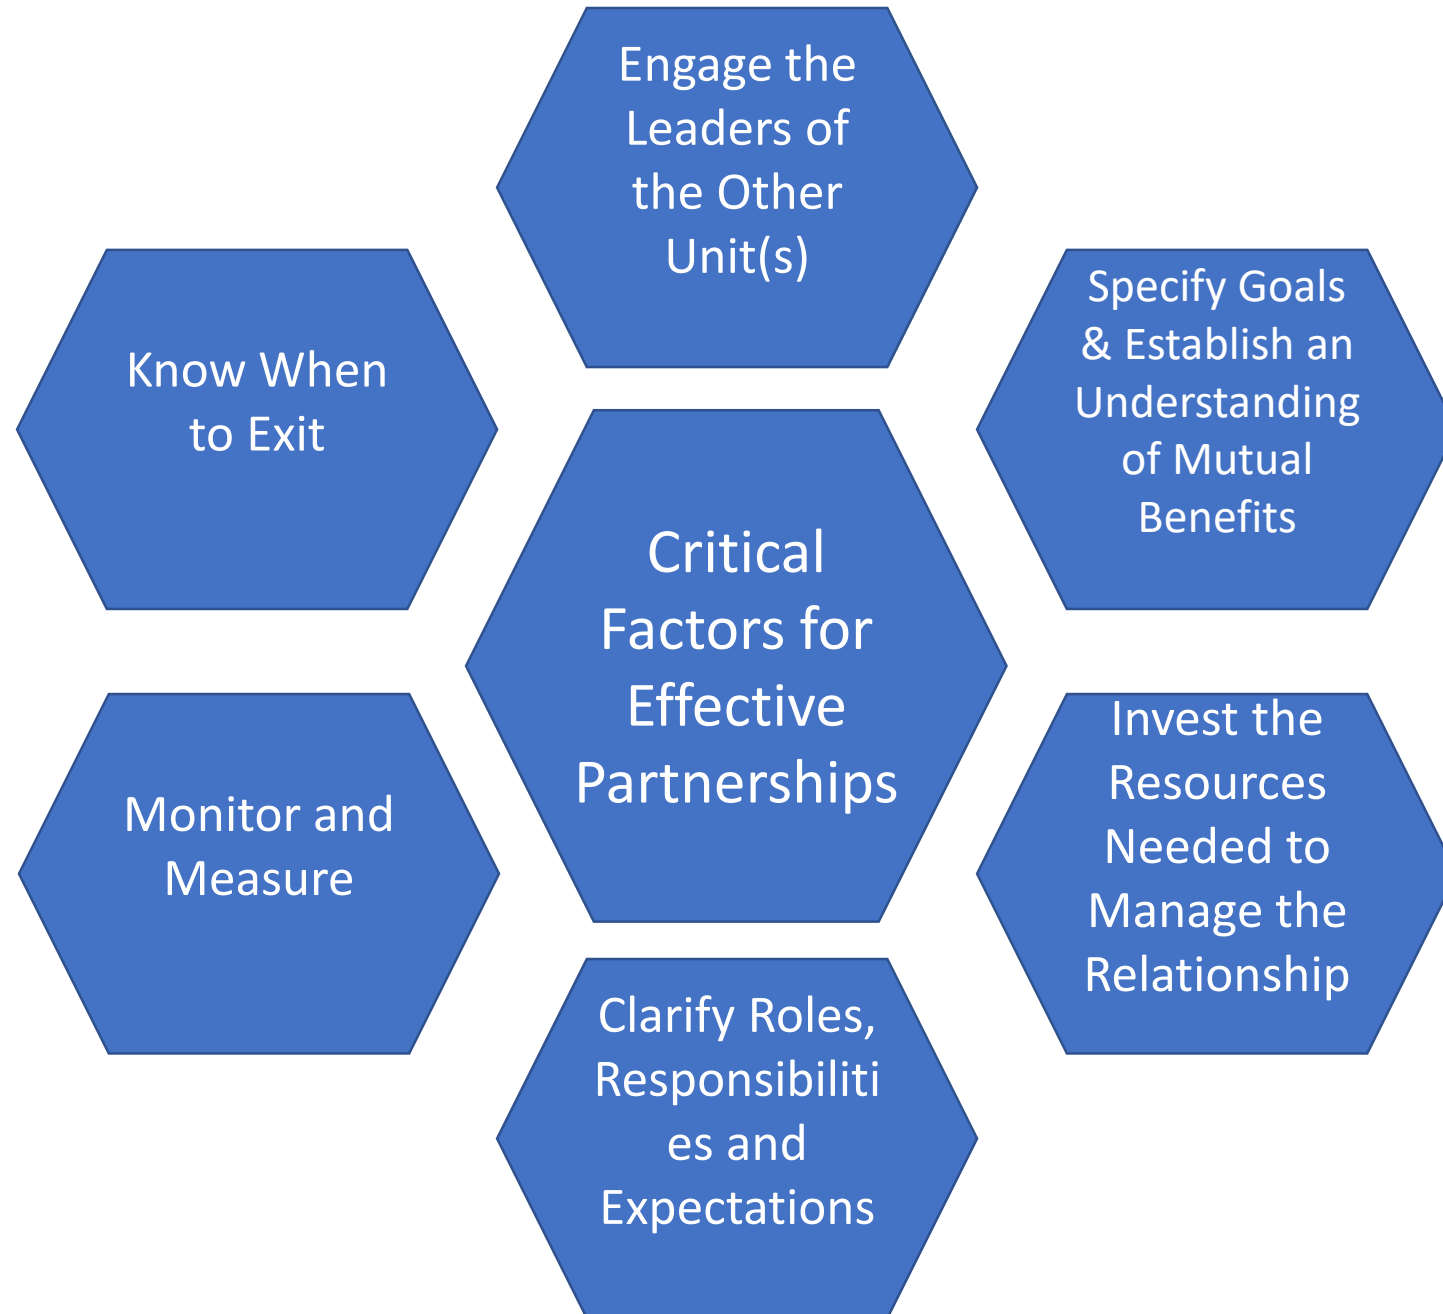 Engage the
Leaders of
the Other
Unit(s)
Specify Goals
& Establish an
Understanding
of Mutual
Benefits
Invest the
Resources
Needed to
Manage the
Relationship
Clarify Roles,
Responsibiliti
es and
Expectations
Monitor and
Measure
Know When
to Exit
Critical
Factors for
Effective
Partnerships